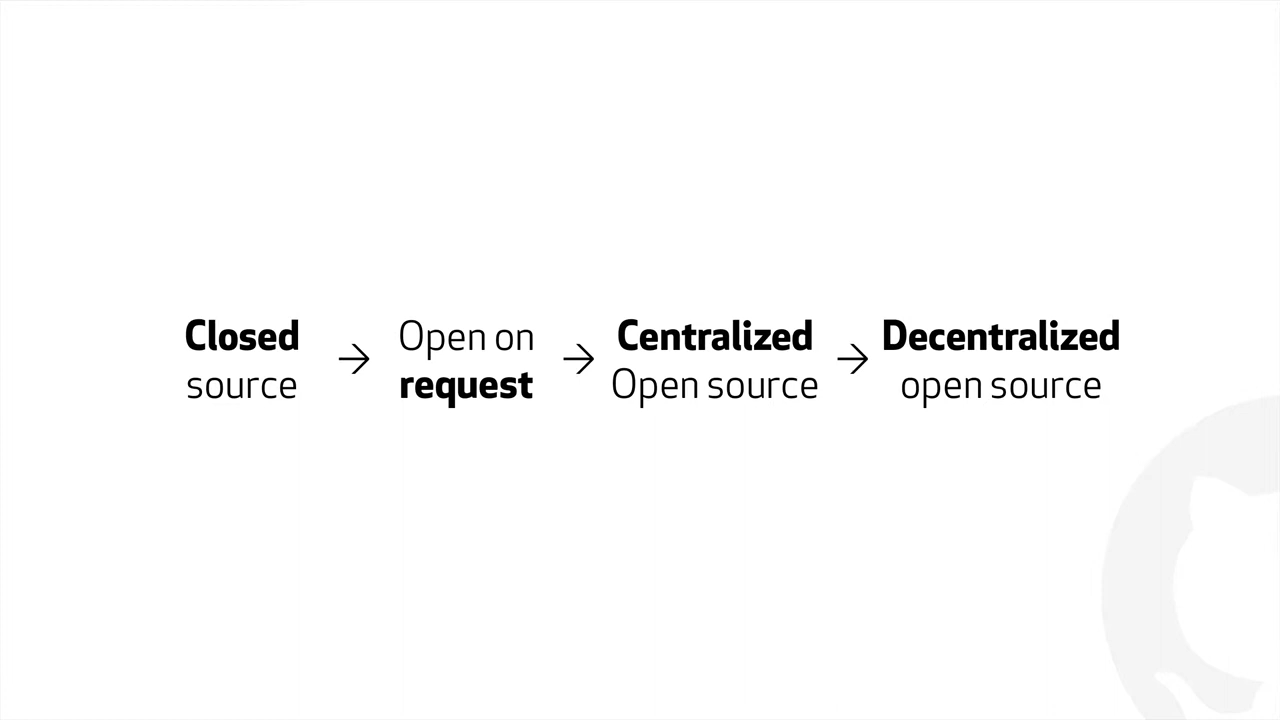 Closed
source
→
Open on
request
→
Centralized
Open source
→
Decentralized
open source